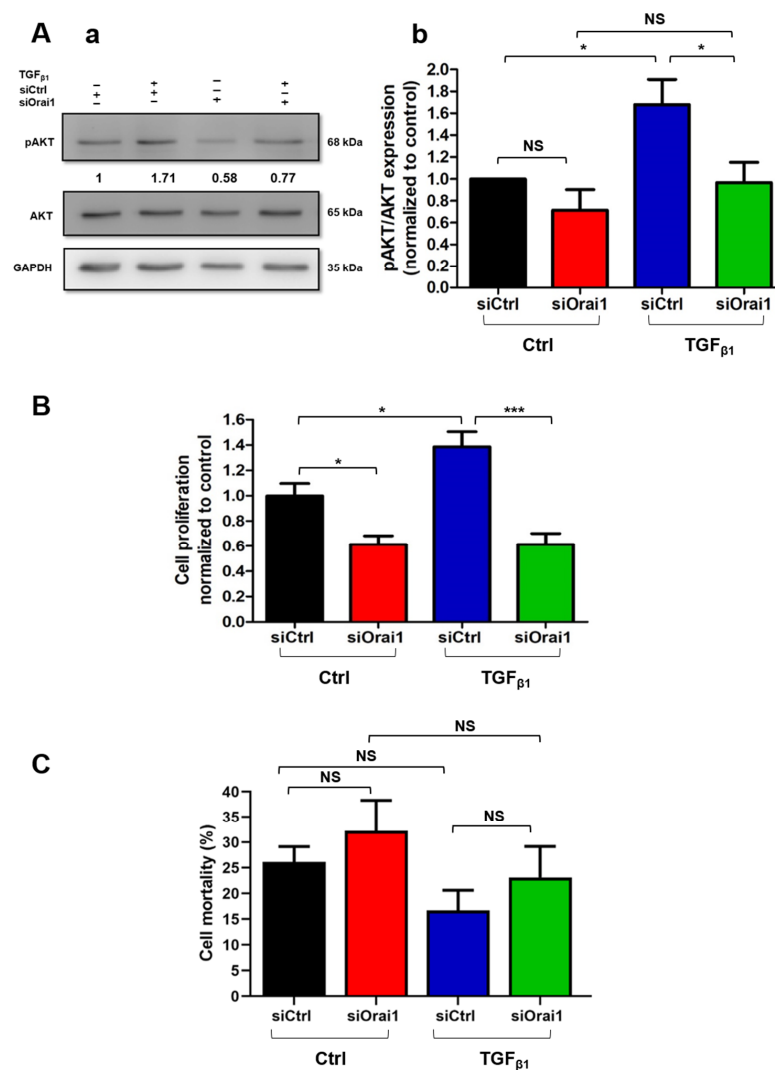 A a
TGFβ1 – + – +
siCtrl + + – –
siOrai1 – – + +
pAKT 68 kDa
1 1.71 0.58 0.77
AKT 65 kDa
GAPDH 35 kDa
b
NS
* *
NS
pAKT/AKT expression
(normalized to control)
2.0
1.8
1.6
1.4
1.2
1.0
0.8
0.6
0.4
0.2
0.0
siCtrl siOrai1 siCtrl siOrai1
Ctrl TGFβ1
B
* ***
*
Cell proliferation
normalized to control
1.6
1.4
1.2
1.0
0.8
0.6
0.4
0.2
0.0
siCtrl siOrai1 siCtrl siOrai1
Ctrl TGFβ1
C
NS
NS
NS NS
Cell mortality (%)
40
35
30
25
20
15
10
5
0
siCtrl siOrai1 siCtrl siOrai1
Ctrl TGFβ1